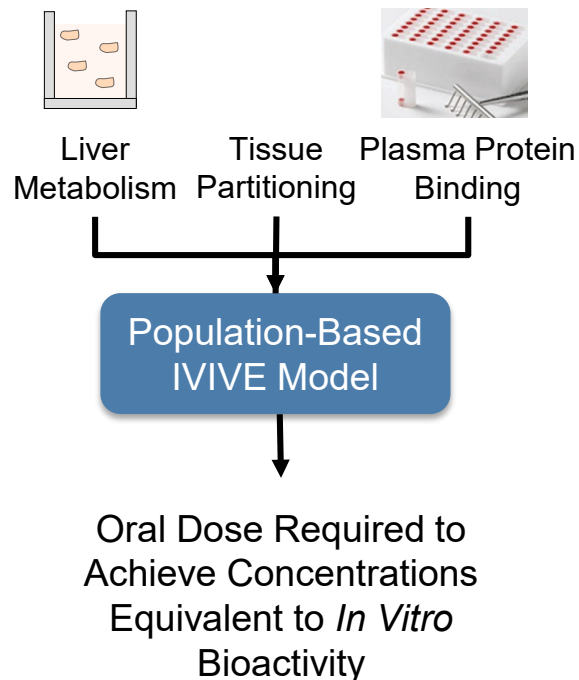 Liver
Metabolism
Tissue
Partitioning
Plasma Protein
Binding
Population-Based
IVIVE Model
Oral Dose Required to
Achieve Concentrations
Equivalent to In Vitro
Bioactivity